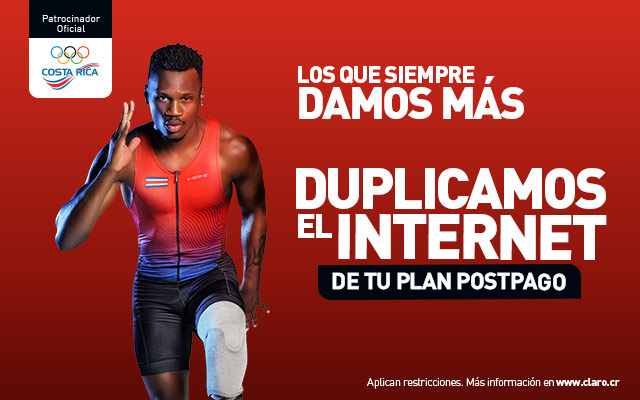 Patrocinador
Oficial
COSTA RICA
LOS QUE SIEMPRE
DAMOS MÁS
DUPLICAMOS
EL INTERNET
DE TU PLAN POSTPAGO
Aplican restricciones. Más información en www.claro.cr